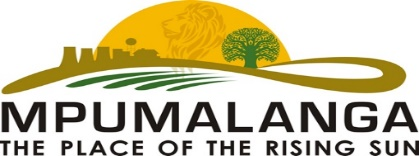 MPUMALANGA
THE PLACE OF THE RISING SUN